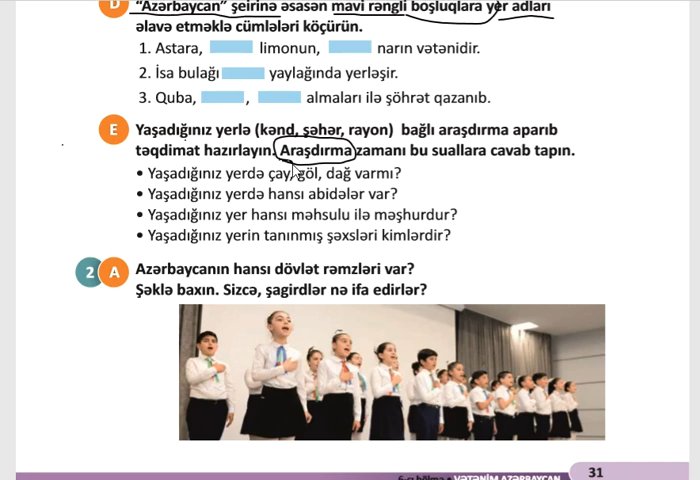 D "Azərbaycan" şeirinə əsasən mavi rəngli boşluqlara yer adları
əlavə etməklə cümlələri köçürün.
1. Astara, limonun, narın vətənidir.
2. İsa bulağı yaylağında yerləşir.
3. Quba, , almaları ilə şöhrət qazanıb.
E Yaşadığınız yerlə (kənd, şəhər, rayon) bağlı araşdırma aparıb
təqdimat hazırlayın. Araşdırma zamanı bu suallara cavab tapın.
• Yaşadığınız yerdə çay, göl, dağ varmı?
• Yaşadığınız yerdə hansı abidələr var?
• Yaşadığınız yer hansı məhsulu ilə məşhurdur?
• Yaşadığınız yerin tanınmış şəxsləri kimlərdir?
2 A Azərbaycanın hansı dövlət rəmzləri var?
Şəklə baxın. Sizcə, şagirdlər nə ifa edirlər?
6-cı bölmə • VƏTƏNİM AZƏRBAYCAN 31